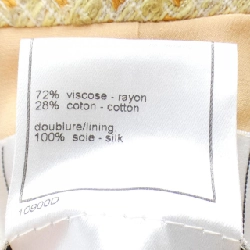 72% viscose - rayon
28% coton - cotton
doublure/lining
100% soie - silk